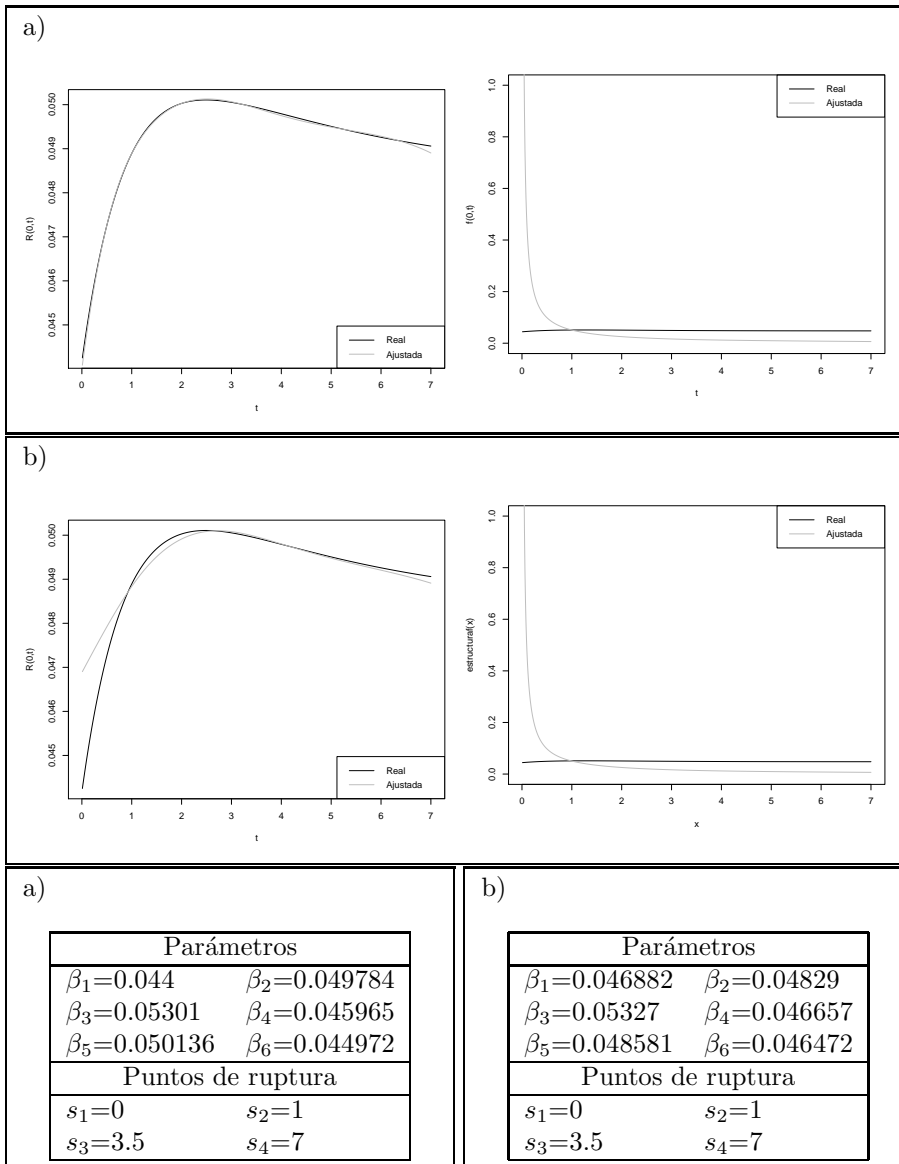 a)
0.050
0.049
0.048
0.047
0.046
0.045
R(0,t)
0 1 2 3 4 5 6 7
t
Real
Ajustada
1.0
0.8
0.6
0.4
0.2
0.0
f(0,t)
0 1 2 3 4 5 6 7
t
Real
Ajustada
b)
0.050
0.049
0.048
0.047
0.046
0.045
R(0,t)
0 1 2 3 4 5 6 7
t
Real
Ajustada
1.0
0.8
0.6
0.4
0.2
0.0
estructuraf(x)
0 1 2 3 4 5 6 7
x
Real
Ajustada
a)
Parámetros
β₁=0.044 β₂=0.049784
β₃=0.05301 β₄=0.045965
β₅=0.050136 β₆=0.044972
Puntos de ruptura
s₁=0 s₂=1
s₃=3.5 s₄=7
b)
Parámetros
β₁=0.046882 β₂=0.04829
β₃=0.05327 β₄=0.046657
β₅=0.048581 β₆=0.046472
Puntos de ruptura
s₁=0 s₂=1
s₃=3.5 s₄=7